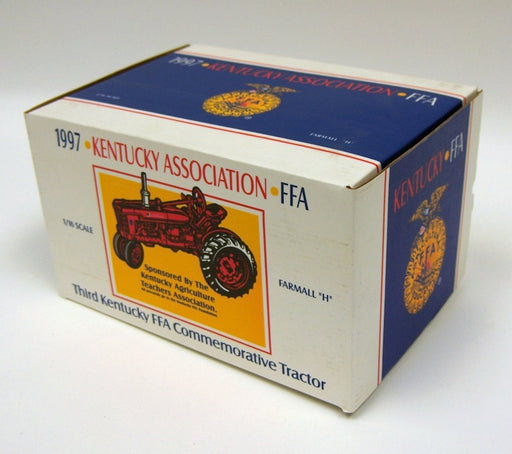 1997 • KENTUCKY ASSOCIATION • FFA
FARMALL "H"
1997 • KENTUCKY ASSOCIATION • FFA
1/16 SCALE
Sponsored By The
Kentucky Agriculture
Teachers Association.
FARMALL "H"
Third Kentucky FFA Commemorative Tractor
KENTUCKY • FFA